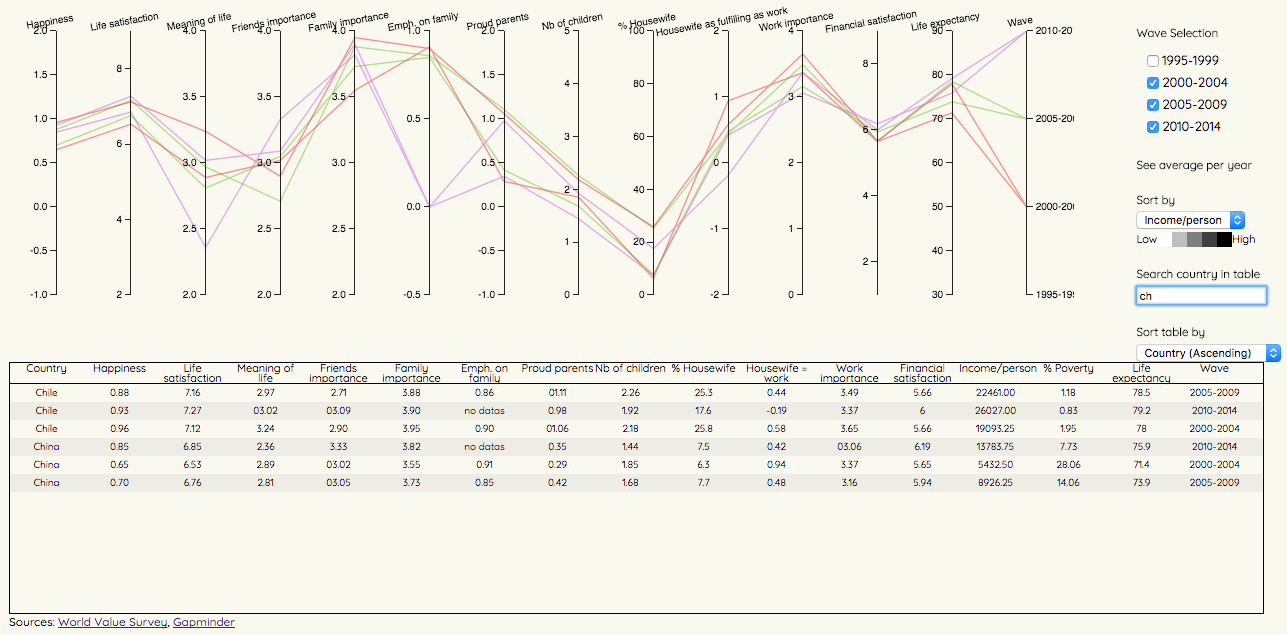 Happiness Life satisfaction Meaning of life Friends importance Family importance Emph. on family Proud parents Nb of children % Housewife Housewife as fulfilling as work Work importance Financial satisfaction Life expectancy Wave
2.0 4.0 4.0 4.0 1.0 2.0 5 100 2 4 90 2010-20
8 8
1.5 3.5 3.5 3.5 1.5 4 80 1 3 80
1.0 0.5 1.0 3 60 6 70 2005-20
6
0.5 3.0 3.0 3.0 0.5 0 2 60
0.0 0.0 0.0 2 40 4 50 2000-20
4
-0.5 2.5 2.5 2.5 -0.5 1 20 -1 1 40
2
-1.0 2 2.0 2.0 2.0 -0.5 -1.0 0 0 -2 0 30 1995-199
Wave Selection
1995-1999
2000-2004
2005-2009
2010-2014
See average per year
Sort by
Income/person
Low High
Search country in table
ch
Sort table by
Country (Ascending)
Country Happiness Life satisfaction Meaning of life Friends importance Family importance Emph. on family Proud parents Nb of children % Housewife Housewife = work Work importance Financial satisfaction Income/person % Poverty Life expectancy Wave
Chile 0.88 7.16 2.97 2.71 3.88 0.86 01.11 2.26 25.3 0.44 3.49 5.66 22461.00 1.18 78.5 2005-2009
Chile 0.93 7.27 03.02 03.09 3.90 no datas 0.98 1.92 17.6 -0.19 3.37 6 26027.00 0.83 79.2 2010-2014
Chile 0.96 7.12 3.24 2.90 3.95 0.90 01.06 2.18 25.8 0.58 3.65 5.66 19093.25 1.95 78 2000-2004
China 0.85 6.85 2.36 3.33 3.82 no datas 0.35 1.44 7.5 0.42 03.06 6.19 13783.75 7.73 75.9 2010-2014
China 0.65 6.53 2.89 03.02 3.55 0.91 0.29 1.85 6.3 0.94 3.37 5.65 5432.50 28.06 71.4 2000-2004
China 0.70 6.76 2.81 03.05 3.73 0.85 0.42 1.68 7.7 0.48 3.16 5.94 8926.25 14.06 73.9 2005-2009
Sources: World Value Survey, Gapminder